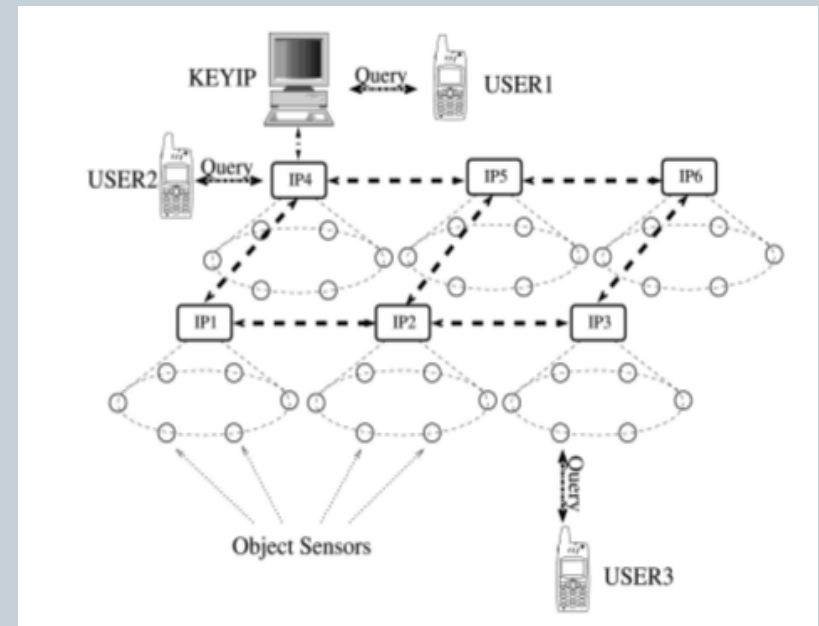 KEYIP
Query
USER1
USER2
Query
IP4
IP5
IP6
IP1
IP2
IP3
Query
Object Sensors
USER3